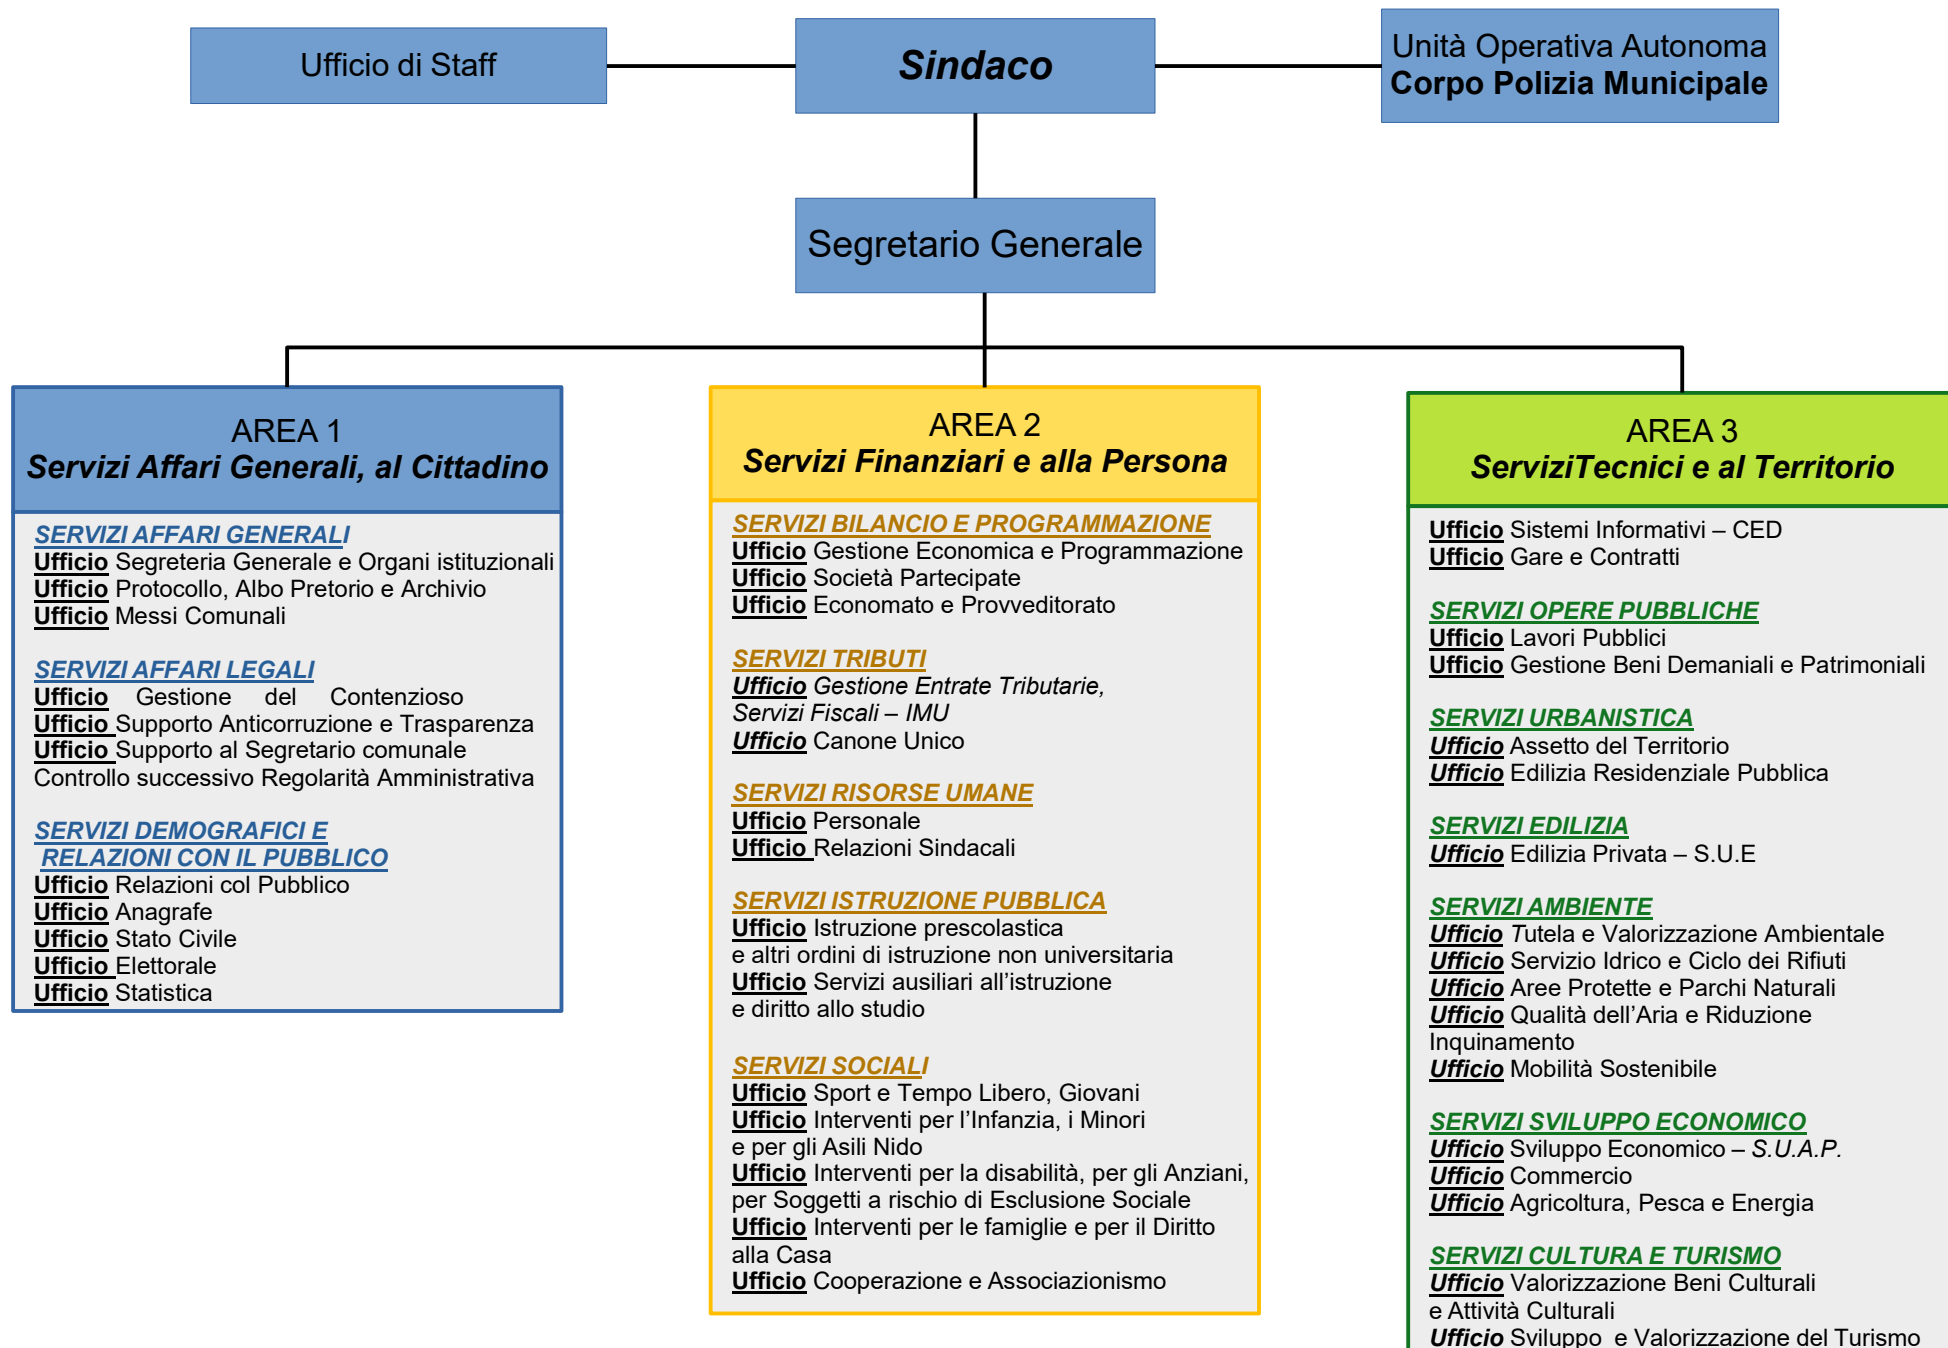 Ufficio di Staff
Sindaco
Unità Operativa Autonoma
Corpo Polizia Municipale
Segretario Generale
AREA 1
Servizi Affari Generali, al Cittadino
SERVIZI AFFARI GENERALI
Ufficio Segreteria Generale e Organi istituzionali
Ufficio Protocollo, Albo Pretorio e Archivio
Ufficio Messi Comunali
SERVIZI AFFARI LEGALI
Ufficio Gestione del Contenzioso
Ufficio Supporto Anticorruzione e Trasparenza
Ufficio Supporto al Segretario comunale
Controllo successivo Regolarità Amministrativa
SERVIZI DEMOGRAFICI E
RELAZIONI CON IL PUBBLICO
Ufficio Relazioni col Pubblico
Ufficio Anagrafe
Ufficio Stato Civile
Ufficio Elettorale
Ufficio Statistica
AREA 2
Servizi Finanziari e alla Persona
SERVIZI BILANCIO E PROGRAMMAZIONE
Ufficio Gestione Economica e Programmazione
Ufficio Società Partecipate
Ufficio Economato e Provveditorato
SERVIZI TRIBUTI
Ufficio Gestione Entrate Tributarie,
Servizi Fiscali – IMU
Ufficio Canone Unico
SERVIZI RISORSE UMANE
Ufficio Personale
Ufficio Relazioni Sindacali
SERVIZI ISTRUZIONE PUBBLICA
Ufficio Istruzione prescolastica
e altri ordini di istruzione non universitaria
Ufficio Servizi ausiliari all’istruzione
e diritto allo studio
SERVIZI SOCIALI
Ufficio Sport e Tempo Libero, Giovani
Ufficio Interventi per l’Infanzia, i Minori
e per gli Asili Nido
Ufficio Interventi per la disabilità, per gli Anziani,
per Soggetti a rischio di Esclusione Sociale
Ufficio Interventi per le famiglie e per il Diritto
alla Casa
Ufficio Cooperazione e Associazionismo
AREA 3
ServiziTecnici e al Territorio
Ufficio Sistemi Informativi – CED
Ufficio Gare e Contratti
SERVIZI OPERE PUBBLICHE
Ufficio Lavori Pubblici
Ufficio Gestione Beni Demaniali e Patrimoniali
SERVIZI URBANISTICA
Ufficio Assetto del Territorio
Ufficio Edilizia Residenziale Pubblica
SERVIZI EDILIZIA
Ufficio Edilizia Privata – S.U.E
SERVIZI AMBIENTE
Ufficio Tutela e Valorizzazione Ambientale
Ufficio Servizio Idrico e Ciclo dei Rifiuti
Ufficio Aree Protette e Parchi Naturali
Ufficio Qualità dell’Aria e Riduzione
Inquinamento
Ufficio Mobilità Sostenibile
SERVIZI SVILUPPO ECONOMICO
Ufficio Sviluppo Economico – S.U.A.P.
Ufficio Commercio
Ufficio Agricoltura, Pesca e Energia
SERVIZI CULTURA E TURISMO
Ufficio Valorizzazione Beni Culturali
e Attività Culturali
Ufficio Sviluppo e Valorizzazione del Turismo